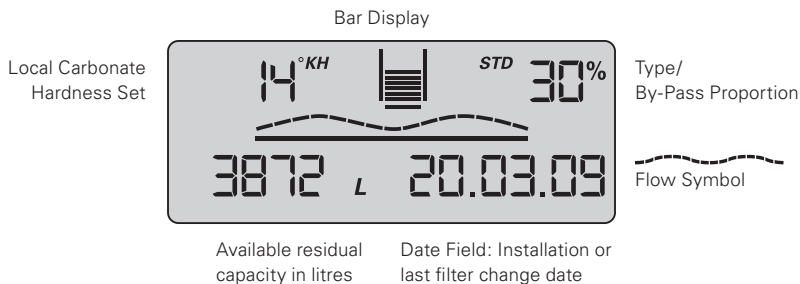 Bar Display
Local Carbonate
Hardness Set
14 °KH
STD 30%
Type/
By-Pass Proportion
3872 L 20.03.09
Flow Symbol
Available residual
capacity in litres
Date Field: Installation or
last filter change date